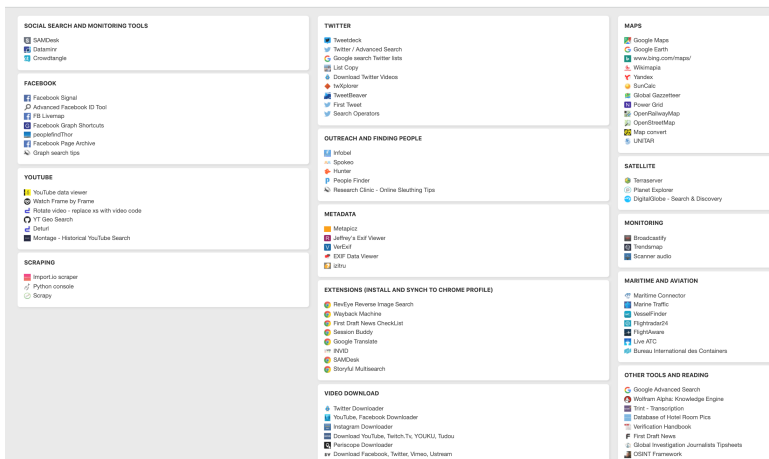 SOCIAL SEARCH AND MONITORING TOOLS
SAMDesk
Dataminr
Crowdtangle
FACEBOOK
Facebook Signal
Advanced Facebook ID Tool
FB Livemap
Facebook Graph Shortcuts
peoplefindThor
Facebook Page Archive
Graph search tips
YOUTUBE
YouTube data viewer
Watch Frame by Frame
Rotate video - replace xs with video code
YT Geo Search
Deturl
Montage - Historical YouTube Search
SCRAPING
Import.io scraper
Python console
Scrapy
TWITTER
Tweetdeck
Twitter / Advanced Search
Google search Twitter lists
List Copy
Download Twitter Videos
twXplorer
TweetBeaver
First Tweet
Search Operators
OUTREACH AND FINDING PEOPLE
Infobel
Spokeo
Hunter
People Finder
Research Clinic - Online Sleuthing Tips
METADATA
Metapicz
Jeffrey's Exif Viewer
VerExif
EXIF Data Viewer
izitru
EXTENSIONS (INSTALL AND SYNCH TO CHROME PROFILE)
RevEye Reverse Image Search
Wayback Machine
First Draft News CheckList
Session Buddy
Google Translate
INVID
SAMDesk
Storyful Multisearch
VIDEO DOWNLOAD
Twitter Downloader
YouTube, Facebook Downloader
Instagram Downloader
Download YouTube, Twitch.Tv, YOUKU, Tudou
Periscope Downloader
Download Facebook, Twitter, Vimeo, Ustream
MAPS
Google Maps
Google Earth
www.bing.com/maps/
Wikimapia
Yandex
SunCalc
Global Gazzetteer
Power Grid
OpenRailwayMap
OpenStreetMap
Map convert
UNITAR
SATELLITE
Terraserver
Planet Explorer
DigitalGlobe - Search & Discovery
MONITORING
Broadcastify
Trendsmap
Scanner audio
MARITIME AND AVIATION
Maritime Connector
Marine Traffic
VesselFinder
Flightradar24
FlightAware
Live ATC
Bureau International des Containers
OTHER TOOLS AND READING
Google Advanced Search
Wolfram Alpha: Knowledge Engine
Trint - Transcription
Database of Hotel Room Pics
Verification Handbook
First Draft News
Global Investigation Journalists Tipsheets
OSINT Framework